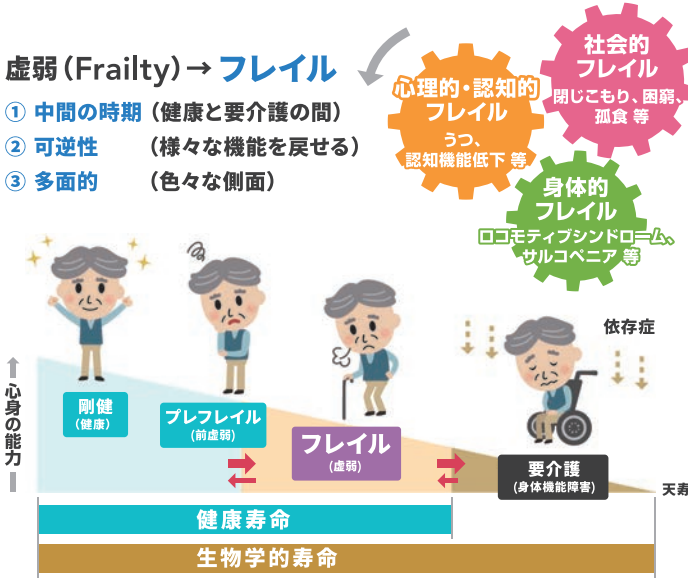 虚弱（Frailty）→ フレイル
① 中間の時期（健康と要介護の間）
② 可逆性 （様々な機能を戻せる）
③ 多面的 （色々な側面）
心理的・認知的
フレイル
うつ、
認知機能低下 等
社会的
フレイル
閉じこもり、困窮、
孤食 等
身体的
フレイル
ロコモティブシンドローム、
サルコペニア 等
依存症
心身の能力
剛健
（健康）
プレフレイル
(前虚弱)
フレイル
(虚弱)
要介護
(身体機能障害)
天寿
健康寿命
生物学的寿命